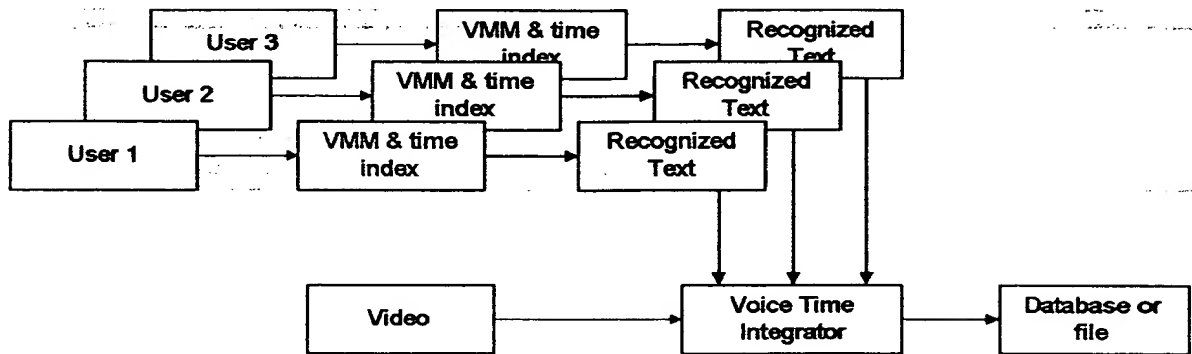 User 3
VMM & time
index
Recognized
Text
User 2
VMM & time
index
Recognized
Text
User 1
VMM & time
index
Recognized
Text
Video
Voice Time
Integrator
Database or
file